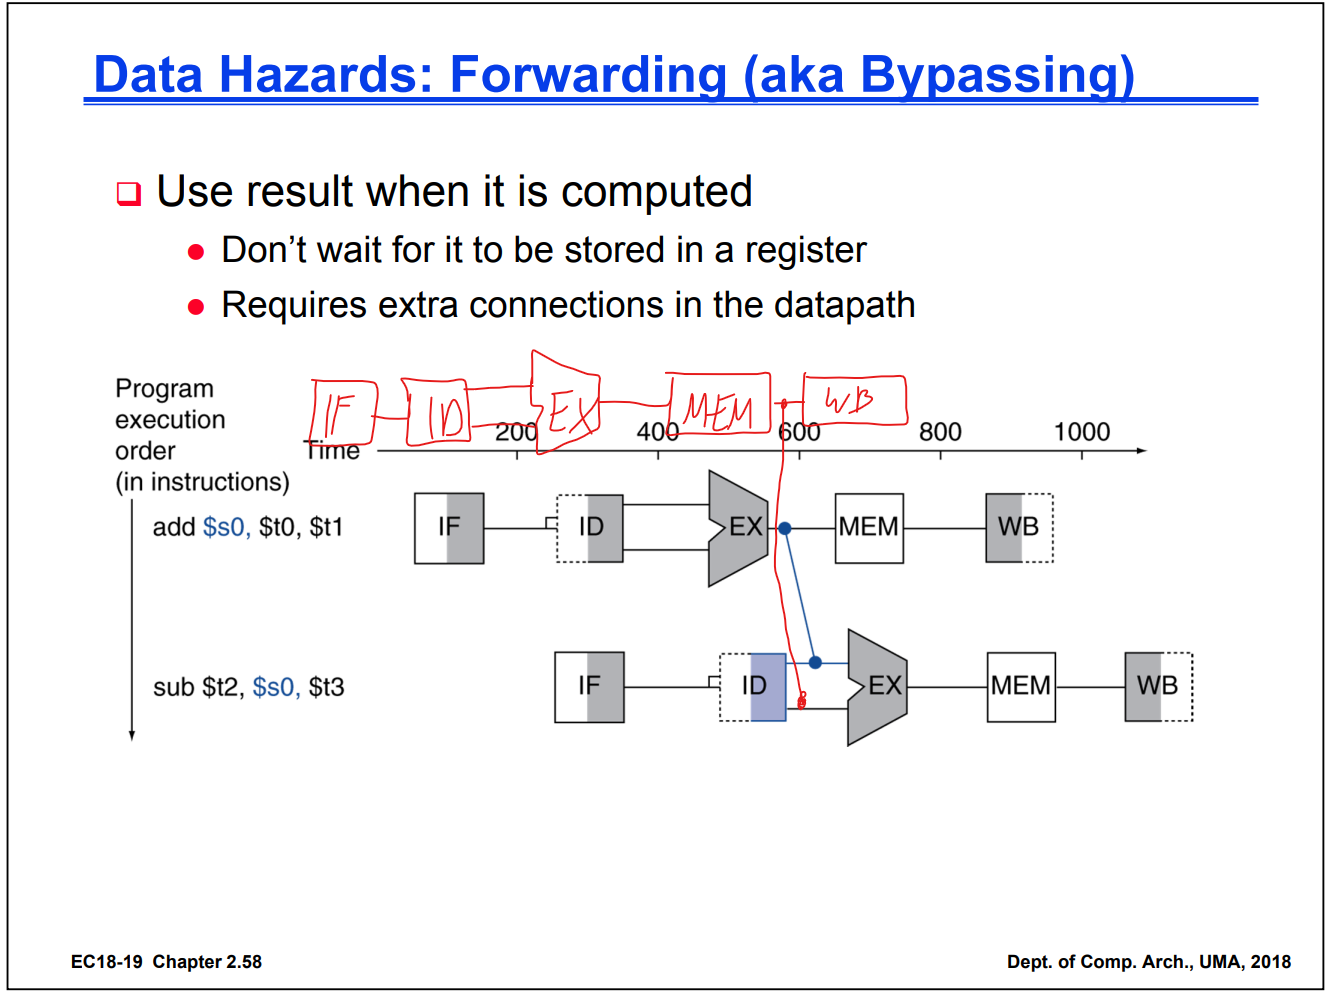 Data Hazards: Forwarding (aka Bypassing)
Use result when it is computed
Don't wait for it to be stored in a register
Requires extra connections in the datapath
Program
execution
order
(in instructions)
IF ID EX MEM WB
Time 200 400 600 800 1000
add $s0, $t0, $t1 IF ID EX MEM WB
sub $t2, $s0, $t3 IF ID EX MEM WB
EC18-19 Chapter 2.58
Dept. of Comp. Arch., UMA, 2018